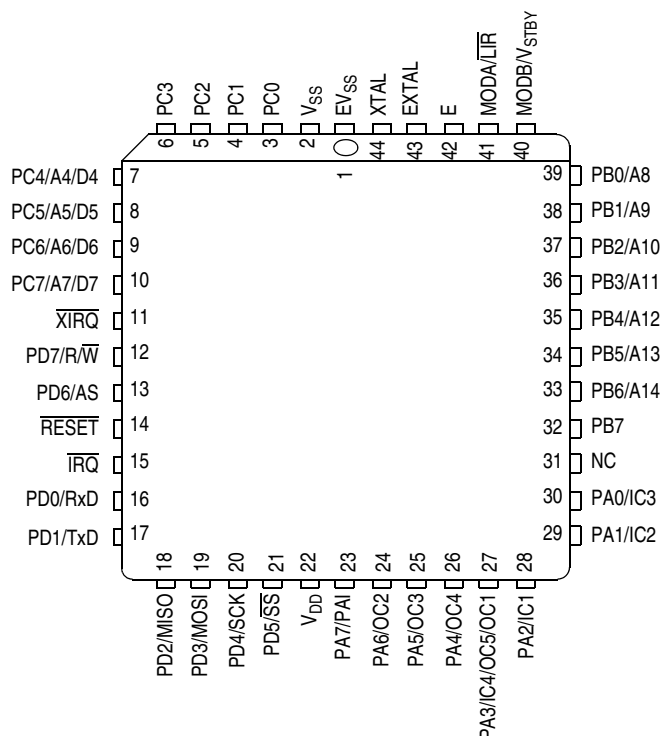 PC3
PC2
PC1
PC0
VSS
EVSS
XTAL
EXTAL
E
MODA/L̅I̅R̅
MODB/VSTBY
6
5
4
3
2
1
44
43
42
41
40
PC4/A4/D4 7
PC5/A5/D5 8
PC6/A6/D6 9
PC7/A7/D7 10
X̅I̅R̅Q̅ 11
PD7/R/W̅ 12
PD6/AS 13
R̅E̅S̅E̅T̅ 14
I̅R̅Q̅ 15
PD0/RxD 16
PD1/TxD 17
39 PB0/A8
38 PB1/A9
37 PB2/A10
36 PB3/A11
35 PB4/A12
34 PB5/A13
33 PB6/A14
32 PB7
31 NC
30 PA0/IC3
29 PA1/IC2
18
19
20
21
22
23
24
25
26
27
28
PD2/MISO
PD3/MOSI
PD4/SCK
PD5/S̅S̅
VDD
PA7/PAI
PA6/OC2
PA5/OC3
PA4/OC4
PA3/IC4/OC5/OC1
PA2/IC1